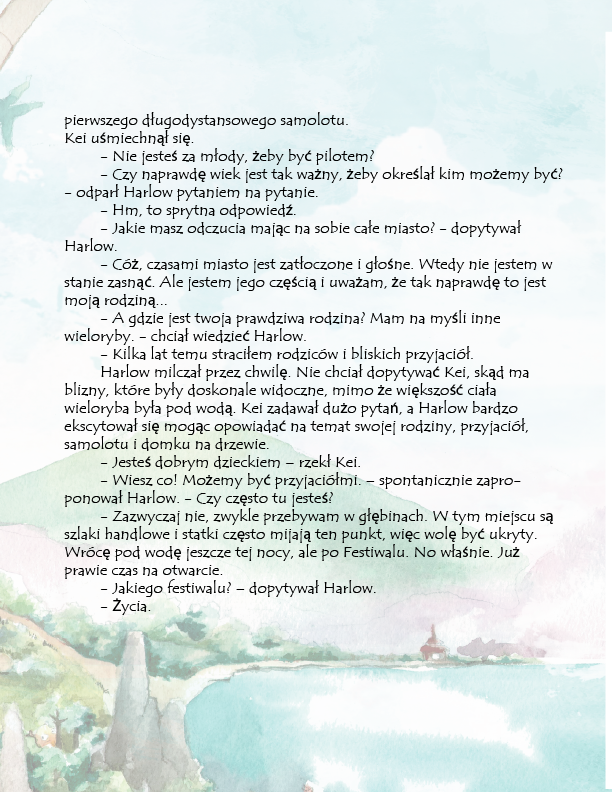 pierwszego długodystansowego samolotu.
Kei uśmiechnął się.
- Nie jesteś za młody, żeby być pilotem?
- Czy naprawdę wiek jest tak ważny, żeby określał kim możemy być?
- odparł Harlow pytaniem na pytanie.
- Hm, to sprytna odpowiedź.
- Jakie masz odczucia mając na sobie całe miasto? - dopytywał
Harlow.
- Cóż, czasami miasto jest zatłoczone i głośne. Wtedy nie jestem w
stanie zasnąć. Ale jestem jego częścią i uważam, że tak naprawdę to jest
moją rodziną...
- A gdzie jest twoja prawdziwa rodzina? Mam na myśli inne
wieloryby. - chciał wiedzieć Harlow.
- Kilka lat temu straciłem rodziców i bliskich przyjaciół.
Harlow milczał przez chwilę. Nie chciał dopytywać Kei, skąd ma
blizny, które były doskonale widoczne, mimo że większość ciała
wieloryba była pod wodą. Kei zadawał dużo pytań, a Harlow bardzo
ekscytował się mogąc opowiadać na temat swojej rodziny, przyjaciół,
samolotu i domku na drzewie.
- Jesteś dobrym dzieckiem – rzekł Kei.
- Wiesz co! Możemy być przyjaciółmi. – spontanicznie zapro-
ponował Harlow. - Czy często tu jesteś?
- Zazwyczaj nie, zwykle przebywam w głębinach. W tym miejscu są
szlaki handlowe i statki często mijają ten punkt, więc wolę być ukryty.
Wrócę pod wodę jeszcze tej nocy, ale po Festiwalu. No właśnie. Już
prawie czas na otwarcie.
- Jakiego festiwalu? – dopytywał Harlow.
- Życia.